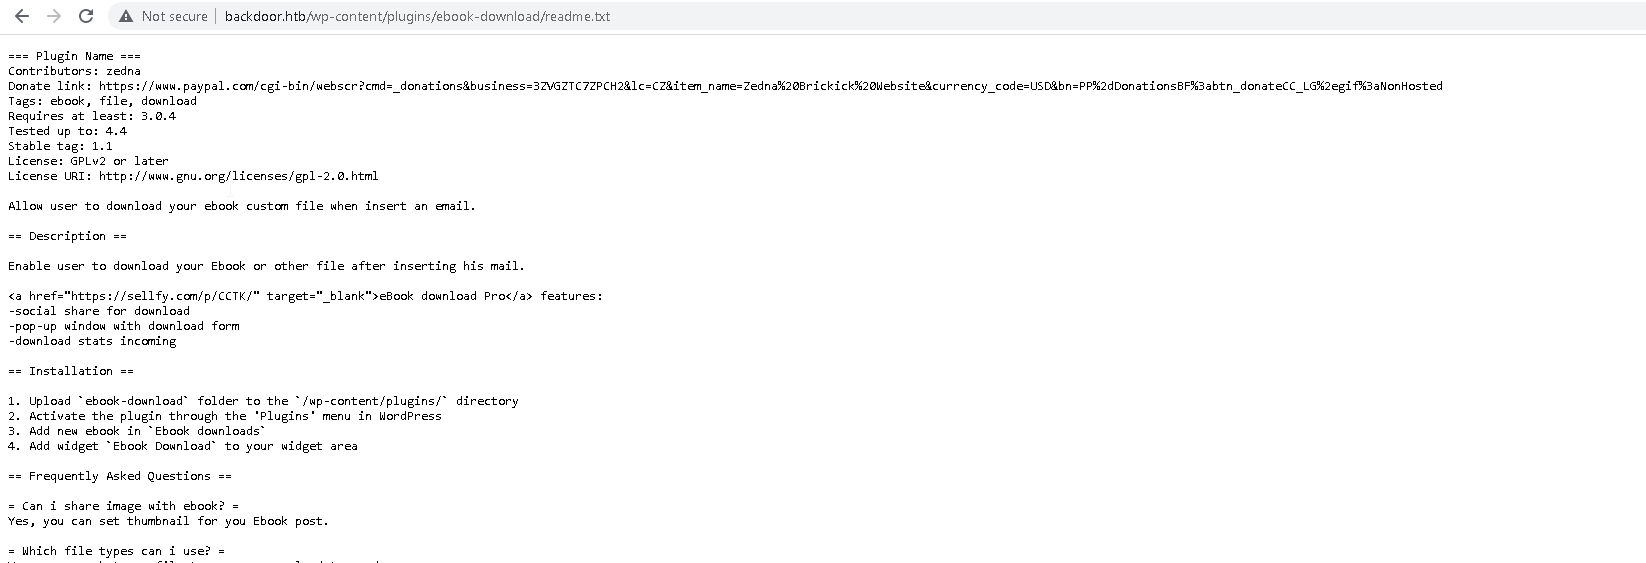 Not secure | backdoor.htb/wp-content/plugins/ebook-download/readme.txt
=== Plugin Name ===
Contributors: zedna
Donate link: https://www.paypal.com/cgi-bin/webscr?cmd=_donations&business=3ZVGZTC7ZPCH2&lc=CZ&item_name=Zedna%20Brickick%20Website&currency_code=USD&bn=PP%2dDonationsBF%3abtn_donateCC_LG%2egif%3aNonHosted
Tags: ebook, file, download
Requires at least: 3.0.4
Tested up to: 4.4
Stable tag: 1.1
License: GPLv2 or later
License URI: http://www.gnu.org/licenses/gpl-2.0.html
Allow user to download your ebook custom file when insert an email.
== Description ==
Enable user to download your Ebook or other file after inserting his mail.
<a href="https://sellfy.com/p/CCTK/" target="_blank">eBook download Pro</a> features:
-social share for download
-pop-up window with download form
-download stats incoming
== Installation ==
1. Upload `ebook-download` folder to the `/wp-content/plugins/` directory
2. Activate the plugin through the 'Plugins' menu in WordPress
3. Add new ebook in `Ebook downloads`
4. Add widget `Ebook Download` to your widget area
== Frequently Asked Questions ==
= Can i share image with ebook? =
Yes, you can set thumbnail for you Ebook post.
= Which file types can i use? =